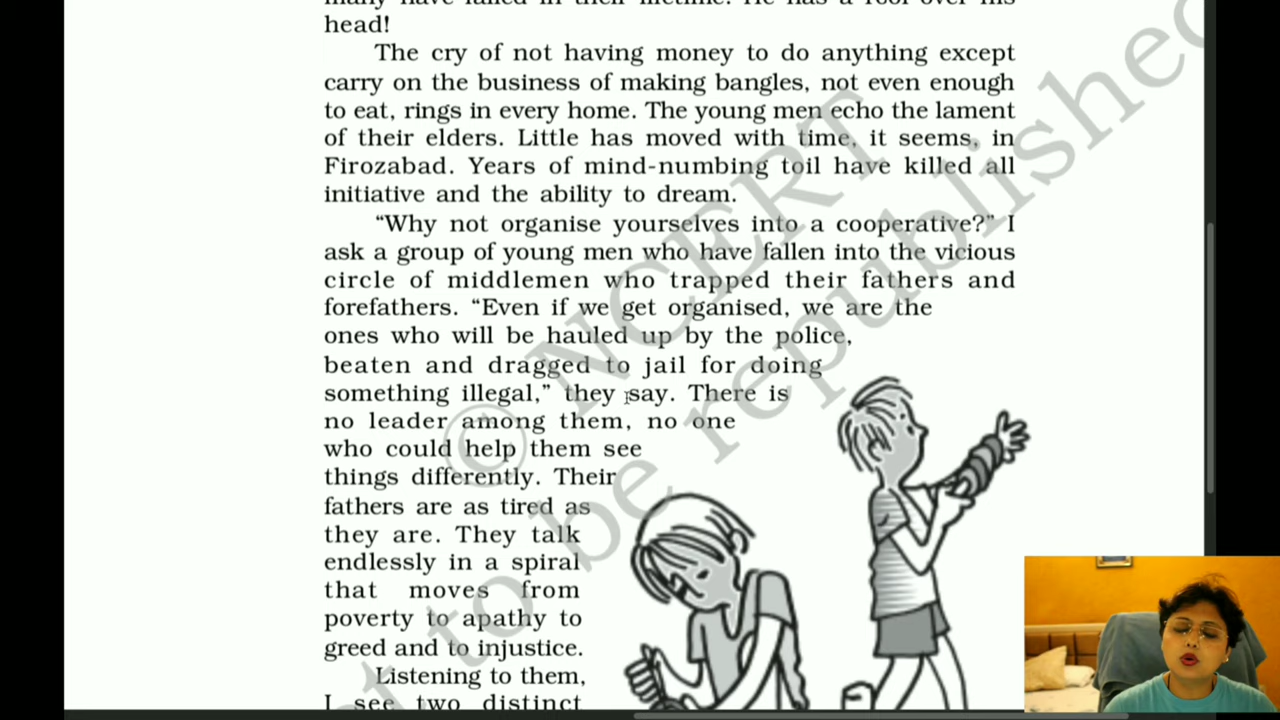 head!
The cry of not having money to do anything except
carry on the business of making bangles, not even enough
to eat, rings in every home. The young men echo the lament
of their elders. Little has moved with time, it seems, in
Firozabad. Years of mind-numbing toil have killed all
initiative and the ability to dream.
“Why not organise yourselves into a cooperative?” I
ask a group of young men who have fallen into the vicious
circle of middlemen who trapped their fathers and
forefathers. “Even if we get organised, we are the
ones who will be hauled up by the police,
beaten and dragged to jail for doing
something illegal,” they say. There is
no leader among them, no one
who could help them see
things differently. Their
fathers are as tired as
they are. They talk
endlessly in a spiral
that moves from
poverty to apathy to
greed and to injustice.
Listening to them,
I see two distinct
© NCERT
not to be republished